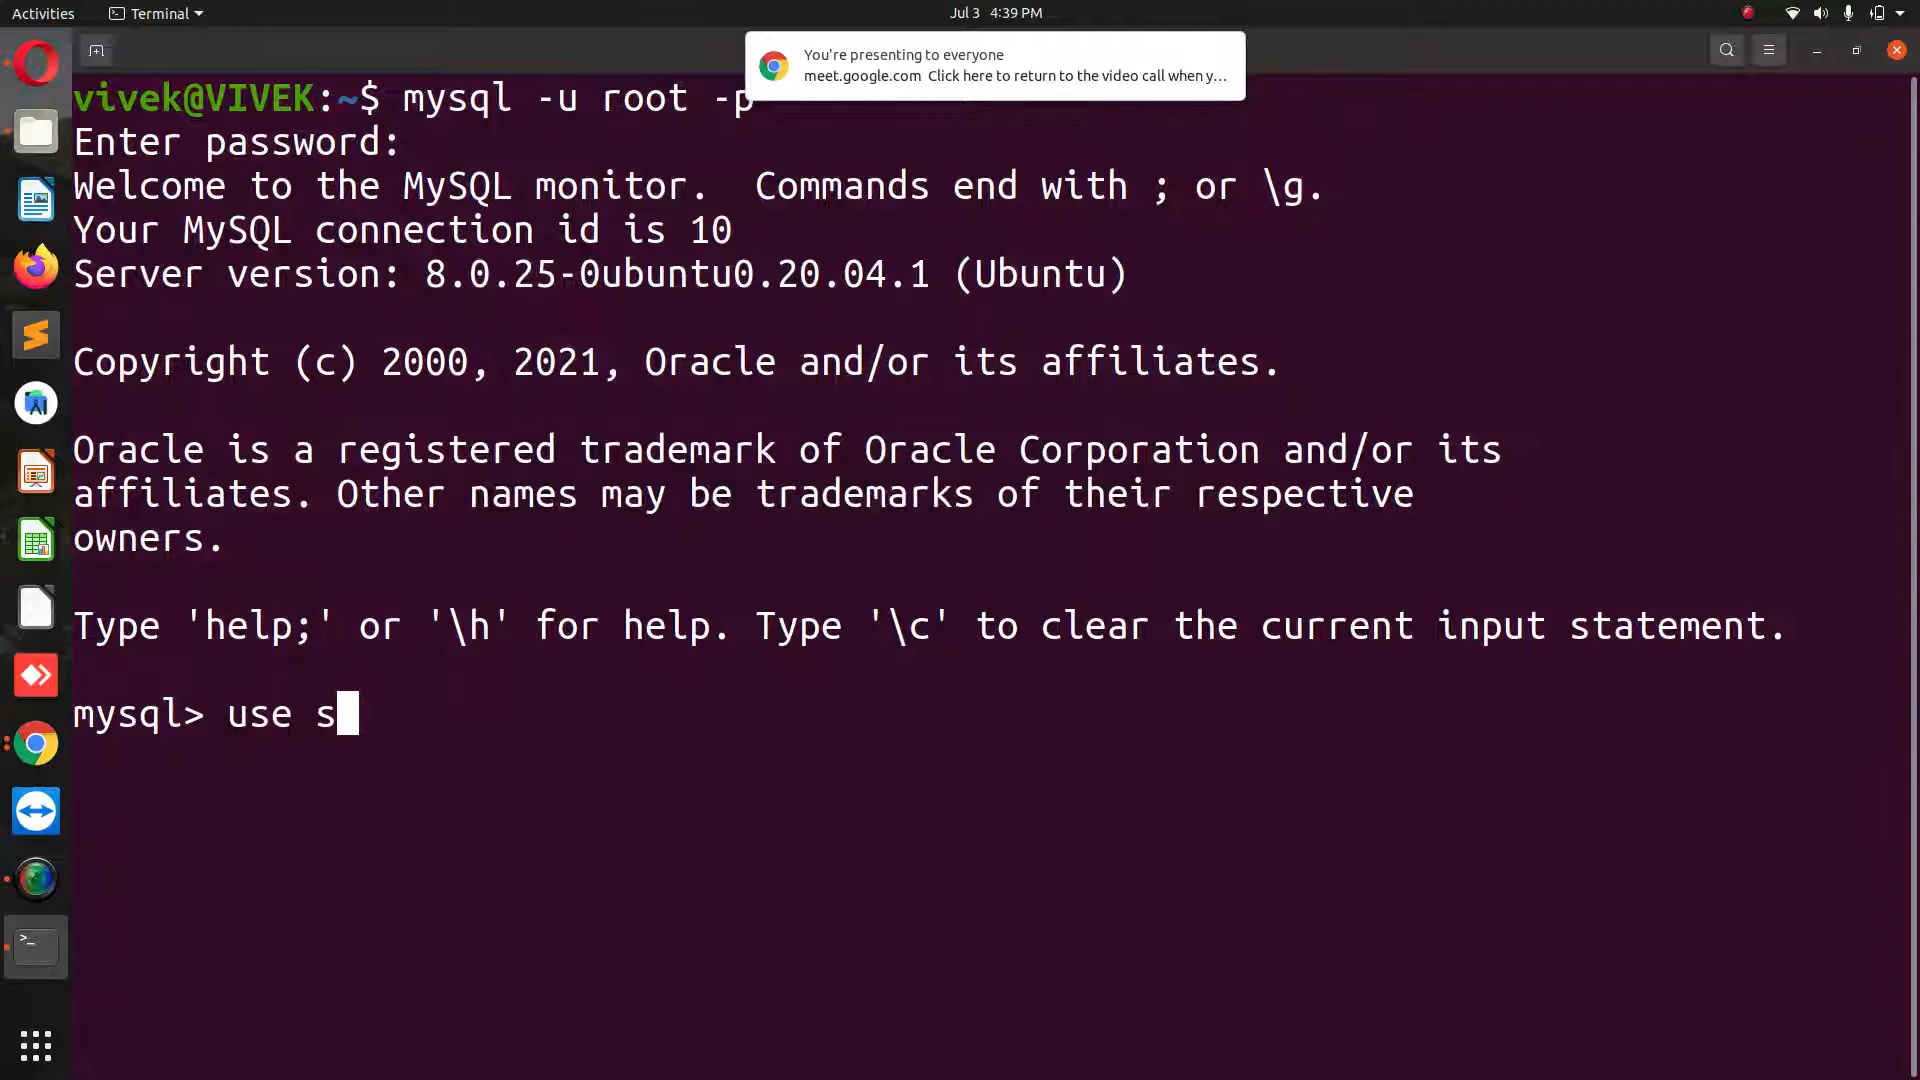 Activities Terminal Jul 3 4:39 PM
You're presenting to everyone
meet.google.com Click here to return to the video call when y...
vivek@VIVEK:~$ mysql -u root -p
Enter password:
Welcome to the MySQL monitor.  Commands end with ; or \g.
Your MySQL connection id is 10
Server version: 8.0.25-0ubuntu0.20.04.1 (Ubuntu)
Copyright (c) 2000, 2021, Oracle and/or its affiliates.
Oracle is a registered trademark of Oracle Corporation and/or its
affiliates. Other names may be trademarks of their respective
owners.
Type 'help;' or '\h' for help. Type '\c' to clear the current input statement.
mysql> use s